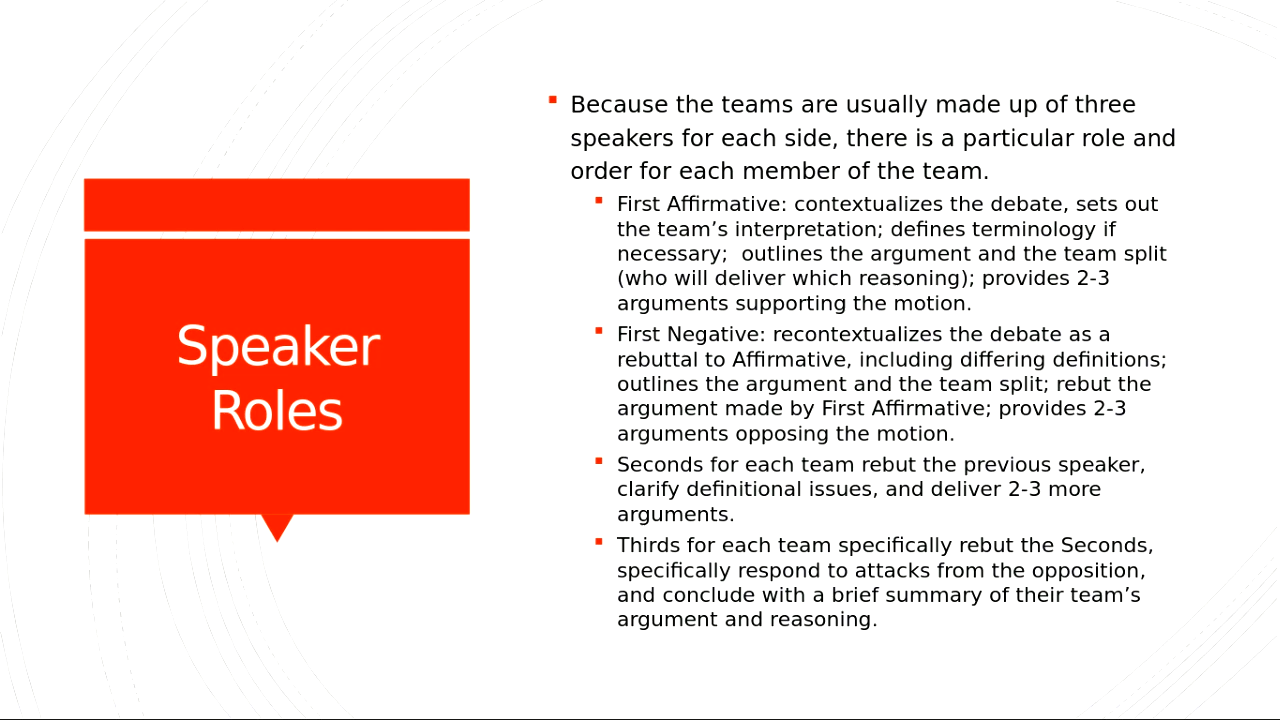 Speaker
Roles
Because the teams are usually made up of three
speakers for each side, there is a particular role and
order for each member of the team.
First Affirmative: contextualizes the debate, sets out
the team’s interpretation; defines terminology if
necessary;  outlines the argument and the team split
(who will deliver which reasoning); provides 2-3
arguments supporting the motion.
First Negative: recontextualizes the debate as a
rebuttal to Affirmative, including differing definitions;
outlines the argument and the team split; rebut the
argument made by First Affirmative; provides 2-3
arguments opposing the motion.
Seconds for each team rebut the previous speaker,
clarify definitional issues, and deliver 2-3 more
arguments.
Thirds for each team specifically rebut the Seconds,
specifically respond to attacks from the opposition,
and conclude with a brief summary of their team’s
argument and reasoning.